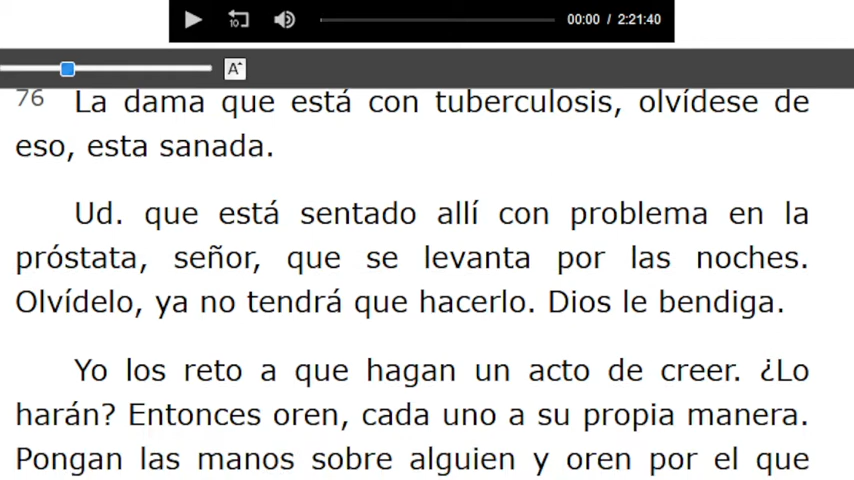 10 00:00 / 2:21:40
A
76 La dama que está con tuberculosis, olvídese de
eso, esta sanada.
Ud. que está sentado allí con problema en la
próstata, señor, que se levanta por las noches.
Olvídelo, ya no tendrá que hacerlo. Dios le bendiga.
Yo los reto a que hagan un acto de creer. ¿Lo
harán? Entonces oren, cada uno a su propia manera.
Pongan las manos sobre alguien y oren por el que